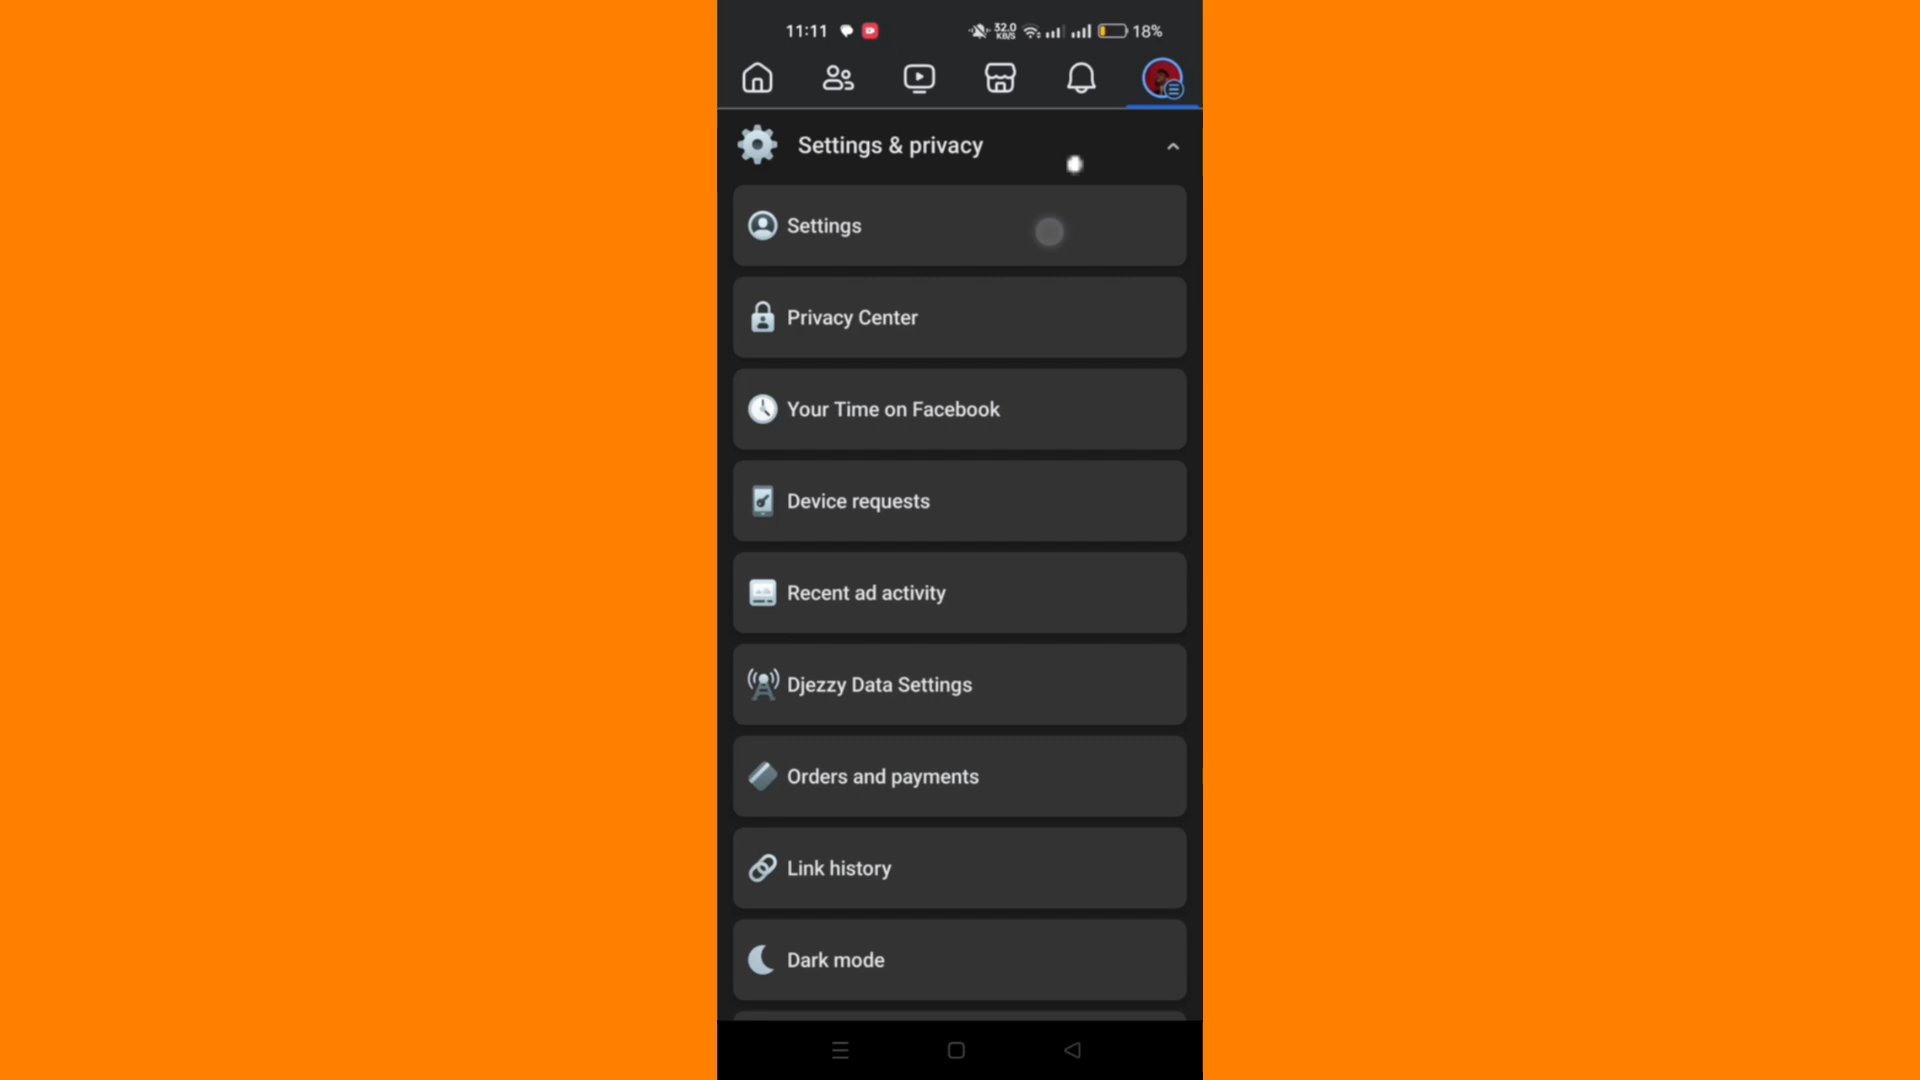 11:11 32.0 KB/S 18%
Settings & privacy
Settings
Privacy Center
Your Time on Facebook
Device requests
Recent ad activity
Djezzy Data Settings
Orders and payments
Link history
Dark mode